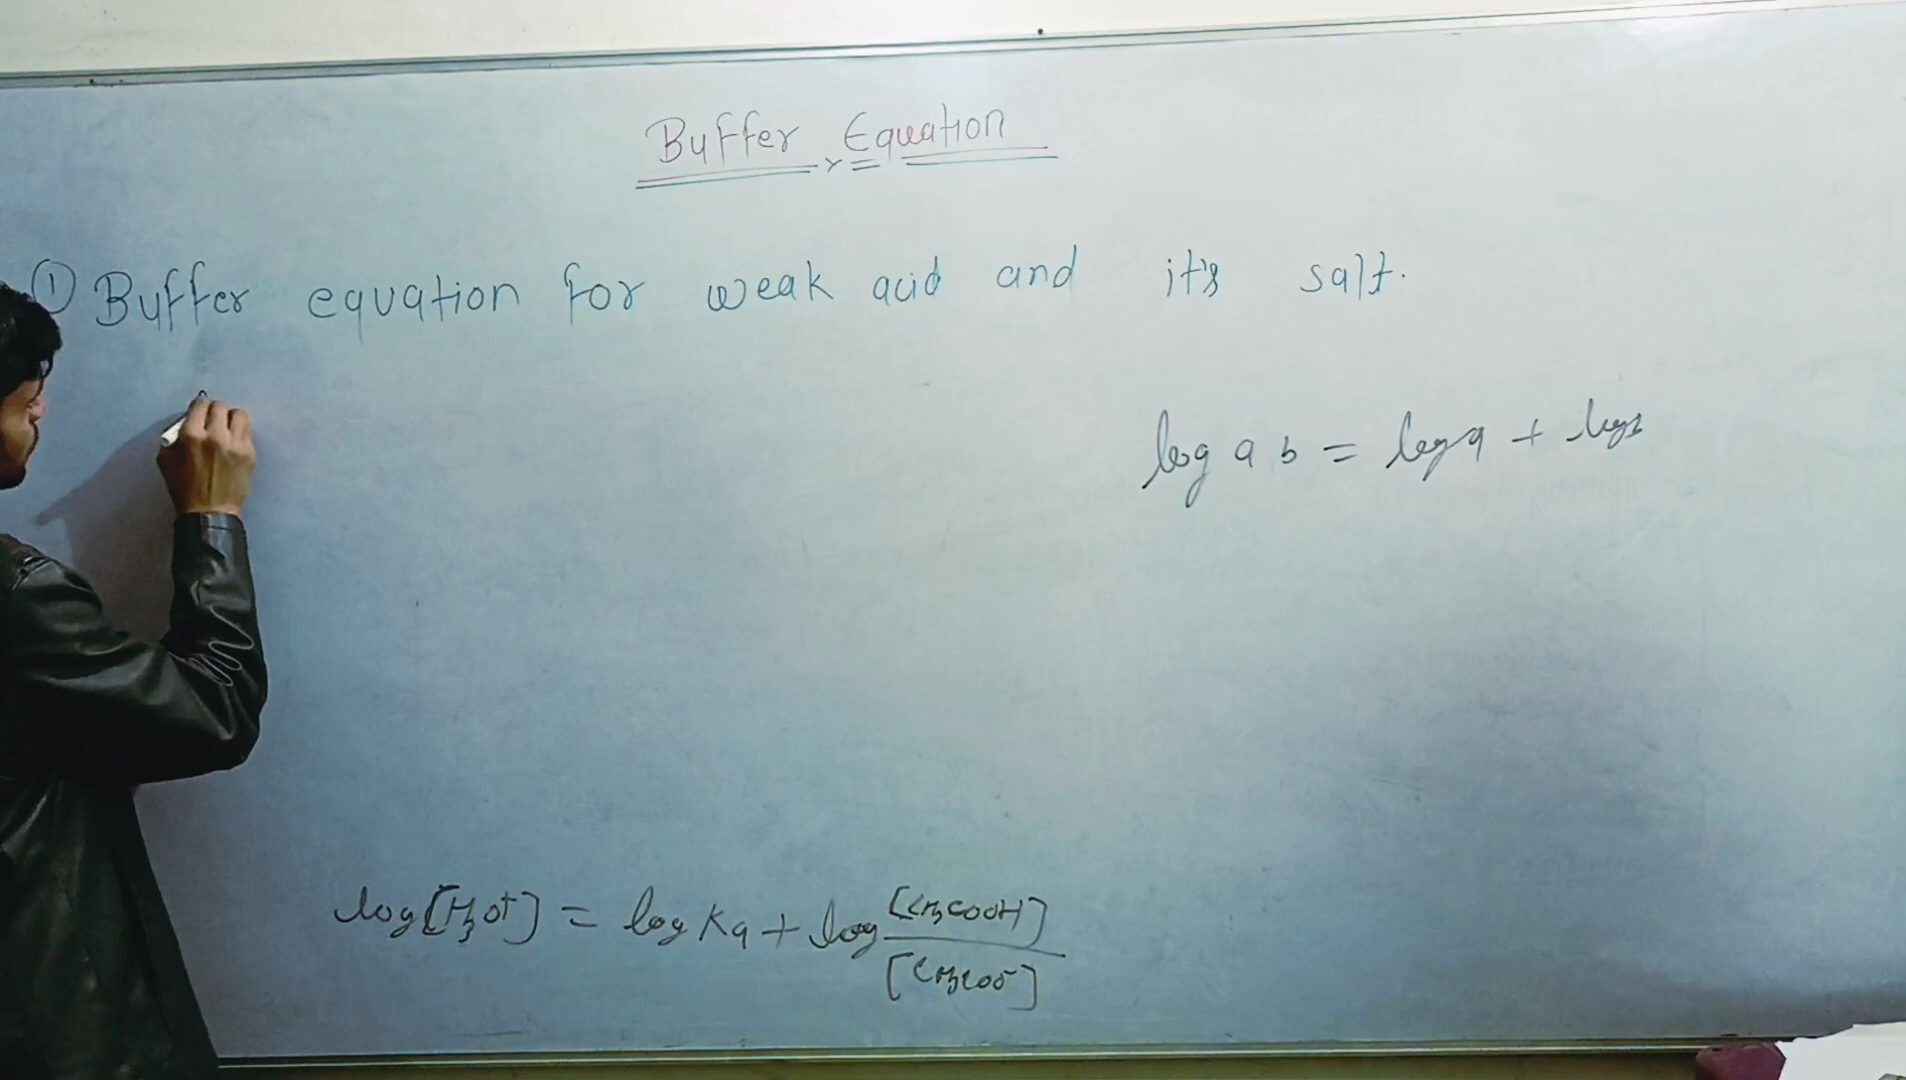 Buffer Equation
① Buffer equation for weak acid and it's salt.
log a b = log a + log
log[H₃O⁺] = log Ka + log [CH₃COOH] / [CH₃COO⁻]